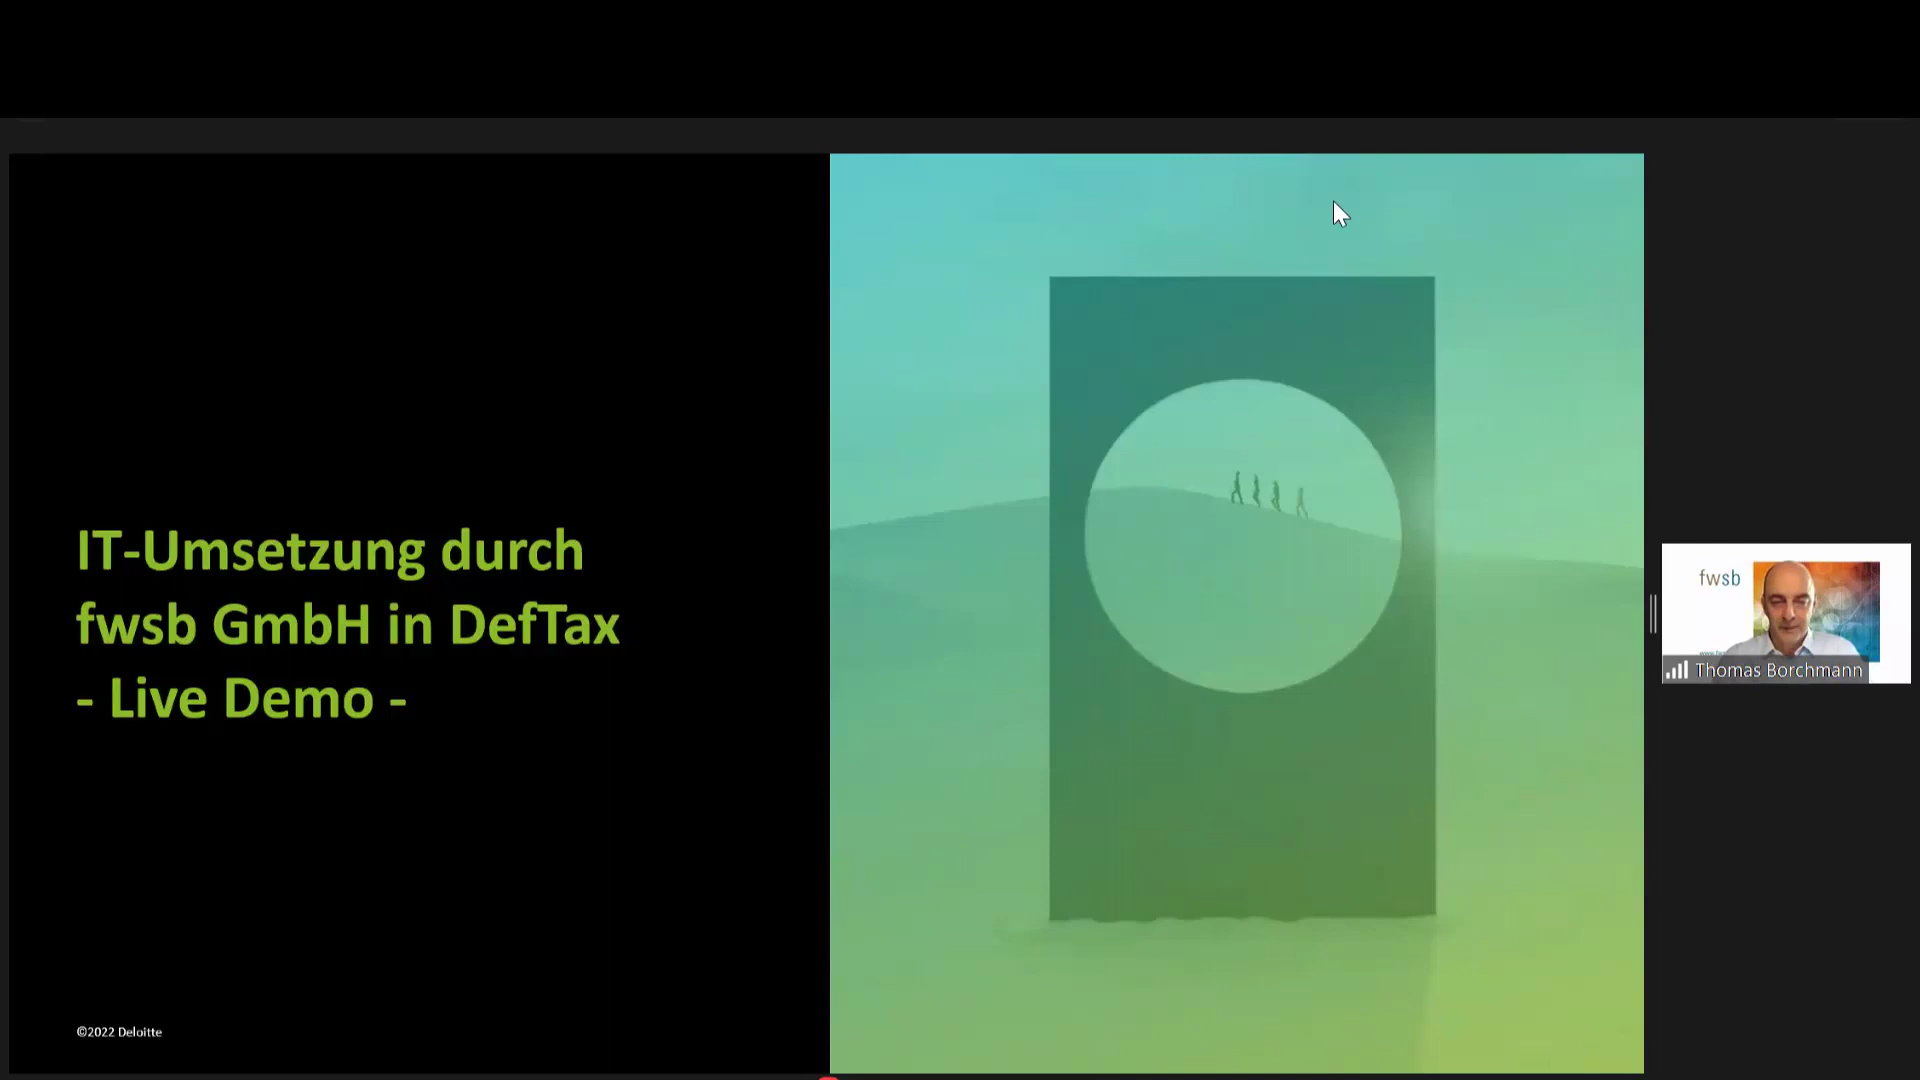 IT-Umsetzung durch
fwsb GmbH in DefTax
- Live Demo -
©2022 Deloitte
fwsb
Thomas Borchmann